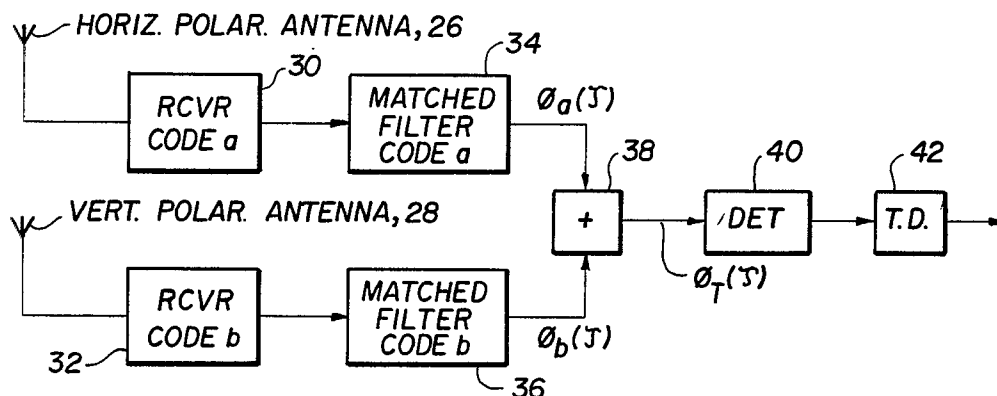 HORIZ. POLAR. ANTENNA, 26
30
34
RCVR
CODE a
MATCHED
FILTER
CODE a
Øa(τ)
38
40
42
+
DET
T.D.
VERT. POLAR. ANTENNA, 28
ØT(τ)
RCVR
CODE b
MATCHED
FILTER
CODE b
Øb(τ)
32
36